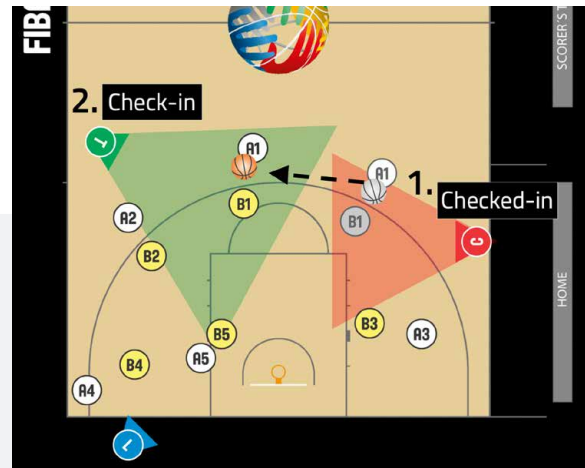 FIBA
SCORER'S T
2. Check-in
T
A1
A1
1.
Checked-in
B1
B1
A2
C
B2
HOME
B5
B3
A3
A5
B4
A4
L